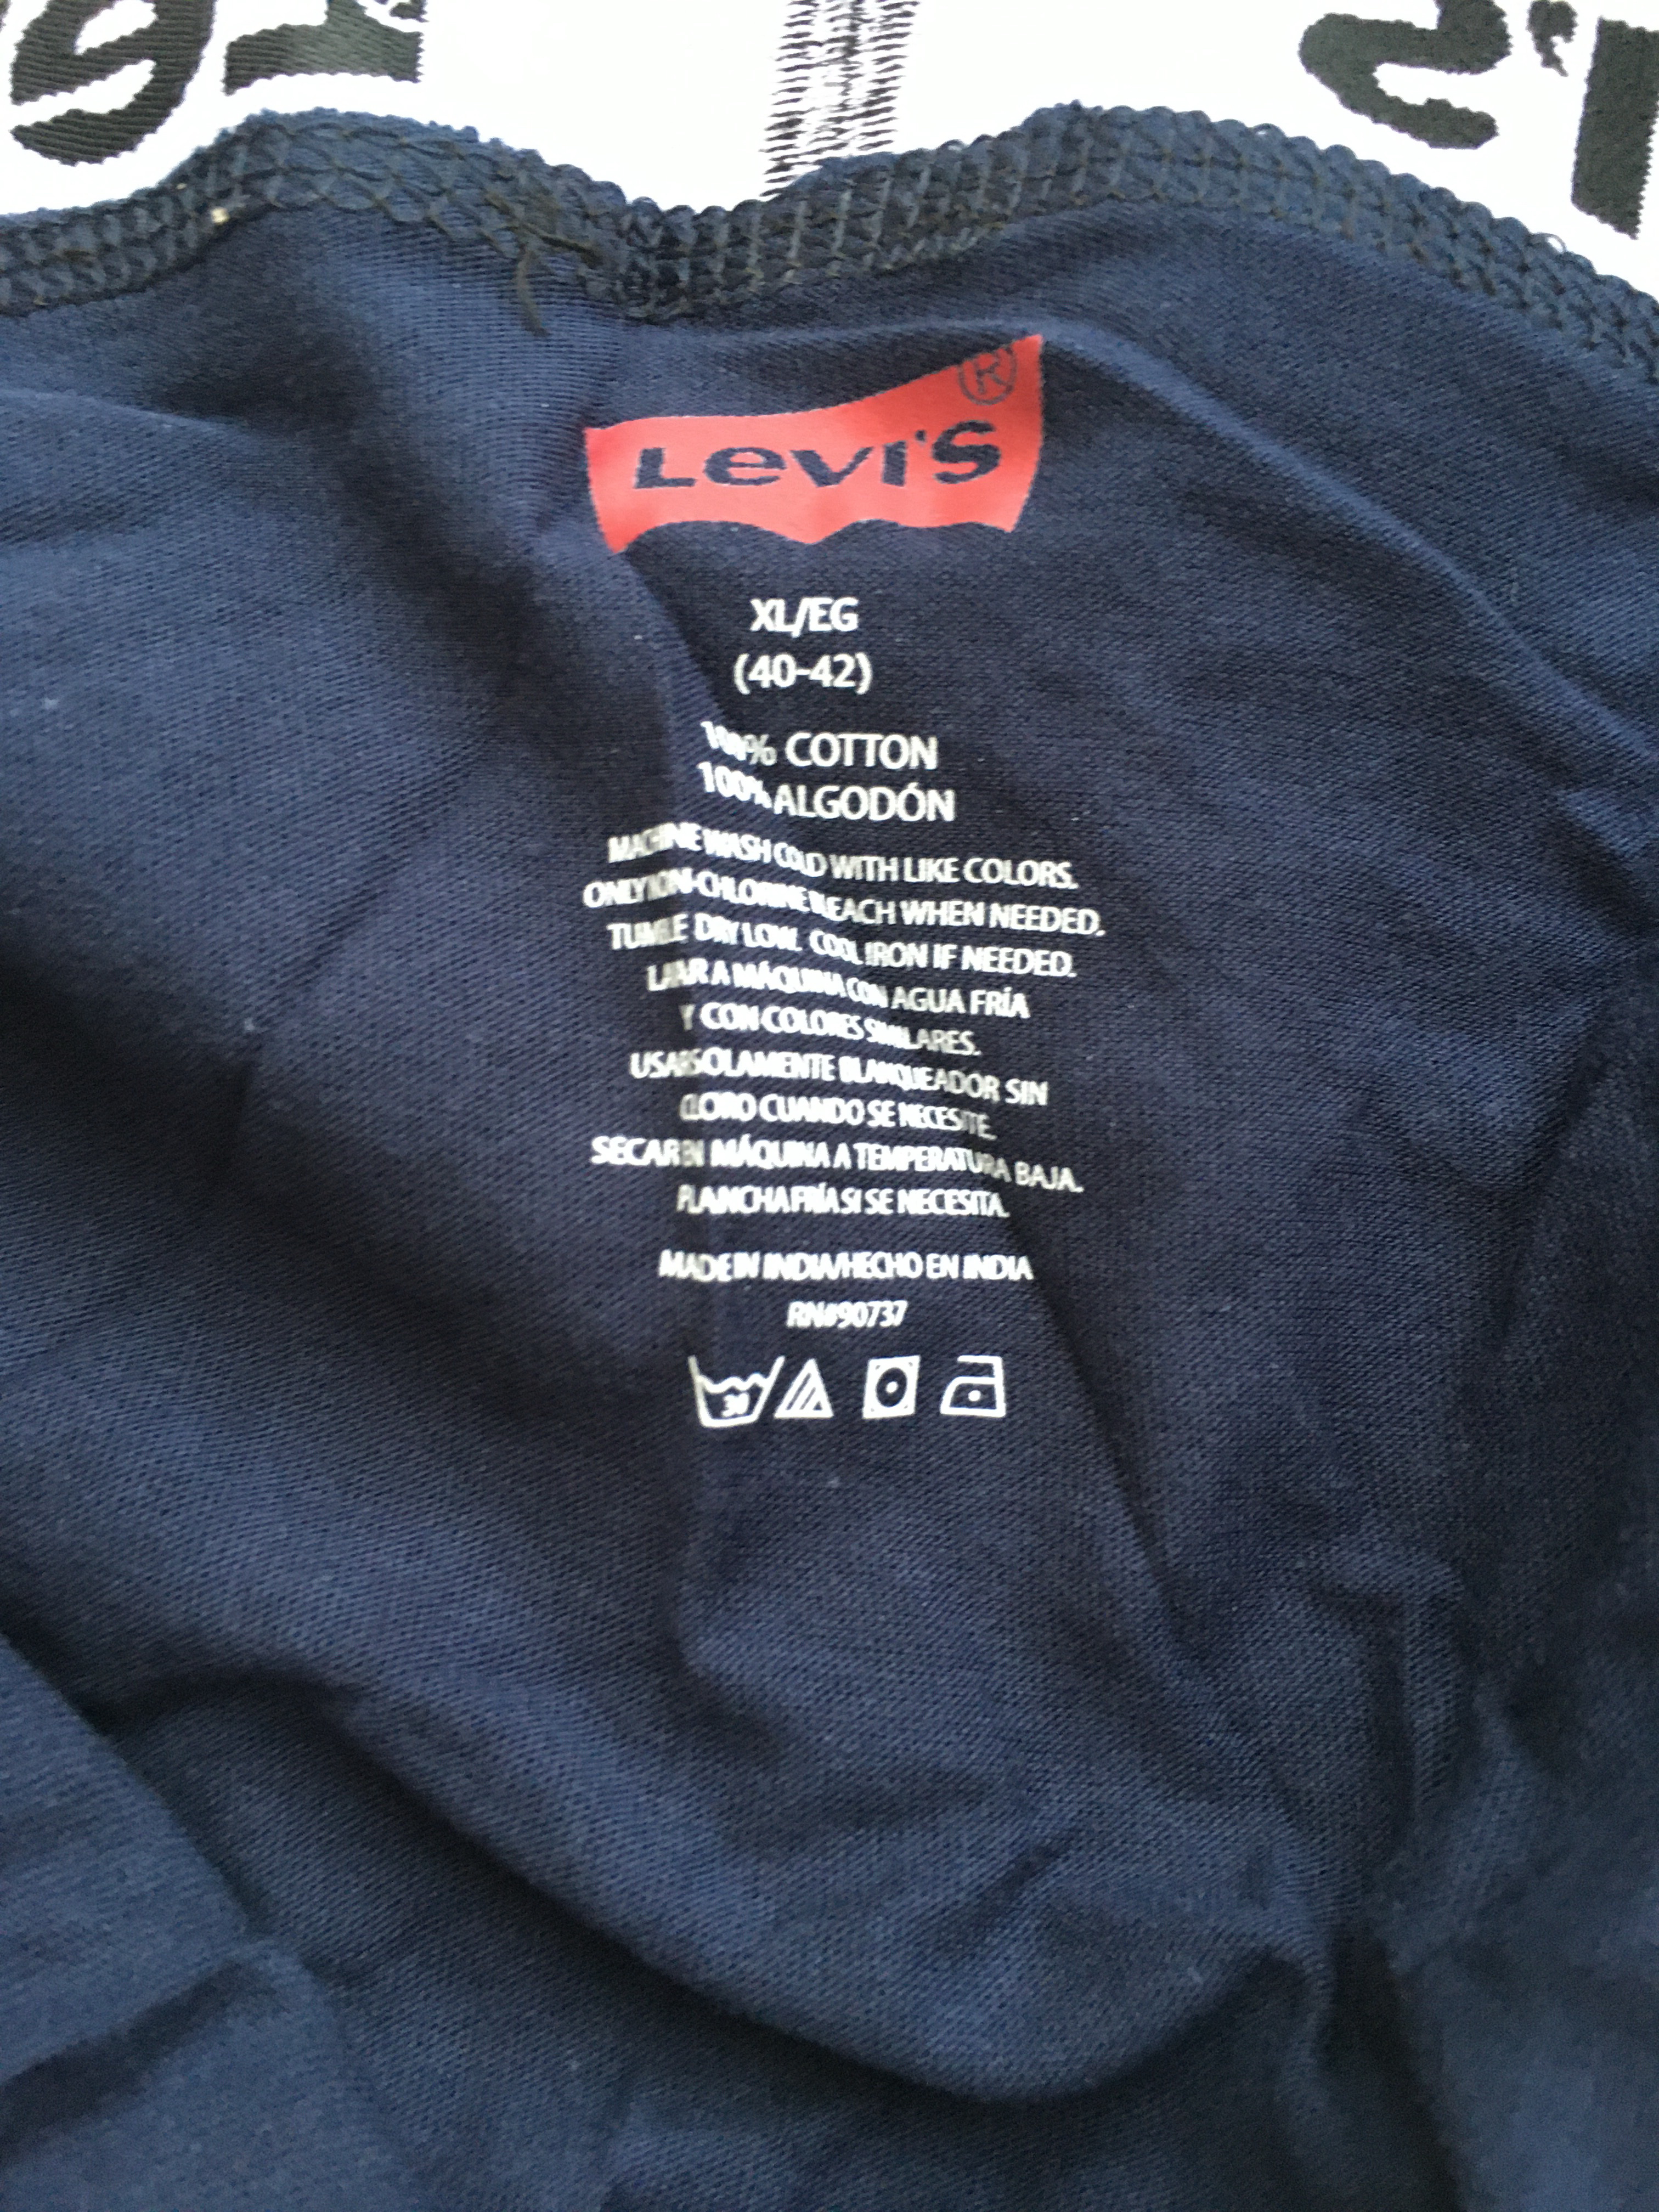 Levi's ®
XL/EG
(40-42)
100% COTTON
100% ALGODÓN
MACHINE WASH COLD WITH LIKE COLORS.
ONLY NON-CHLORINE BLEACH WHEN NEEDED.
TUMBLE DRY LOW. COOL IRON IF NEEDED.
LAVAR A MÁQUINA CON AGUA FRÍA
Y CON COLORES SIMILARES.
USAR SOLAMENTE BLANQUEADOR SIN
CLORO CUANDO SE NECESITE.
SECAR EN MÁQUINA A TEMPERATURA BAJA.
PLANCHA FRÍA SI SE NECESITA.
MADE IN INDIA/HECHO EN INDIA
RN#90737
30